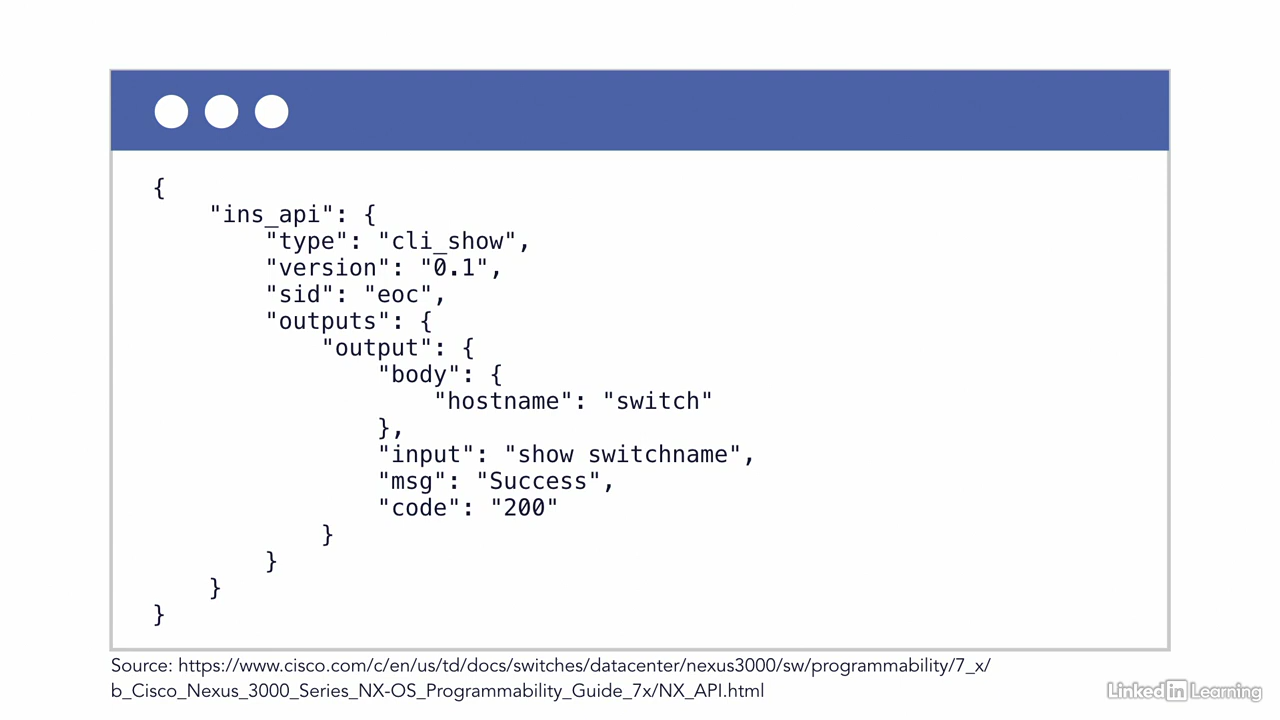 {
    "ins_api": {
        "type": "cli_show",
        "version": "0.1",
        "sid": "eoc",
        "outputs": {
            "output": {
                "body": {
                    "hostname": "switch"
                },
                "input": "show switchname",
                "msg": "Success",
                "code": "200"
            }
        }
    }
}
Source: https://www.cisco.com/c/en/us/td/docs/switches/datacenter/nexus3000/sw/programmability/7_x/
b_Cisco_Nexus_3000_Series_NX-OS_Programmability_Guide_7x/NX_API.html
Linked in Learning